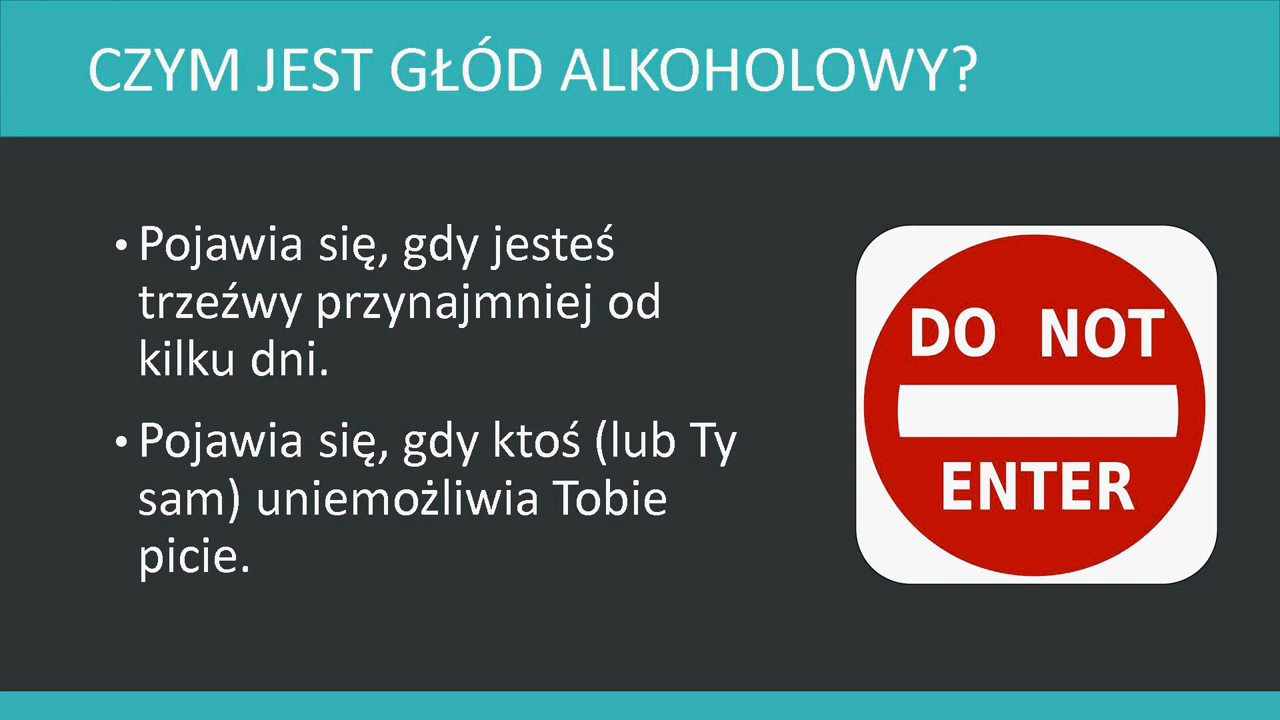 CZYM JEST GŁÓD ALKOHOLOWY?
• Pojawia się, gdy jesteś
trzeźwy przynajmniej od
kilku dni.
• Pojawia się, gdy ktoś (lub Ty
sam) uniemożliwia Tobie
picie.
DO NOT
ENTER